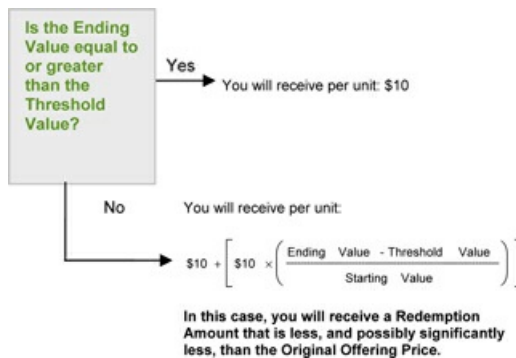 Is the Ending
Value equal to
or greater
than the
Threshold
Value?
Yes
You will receive per unit: $10
No
You will receive per unit:
$10 + [ $10 × ( Ending Value - Threshold Value
Starting Value ) ]
In this case, you will receive a Redemption
Amount that is less, and possibly significantly
less, than the Original Offering Price.